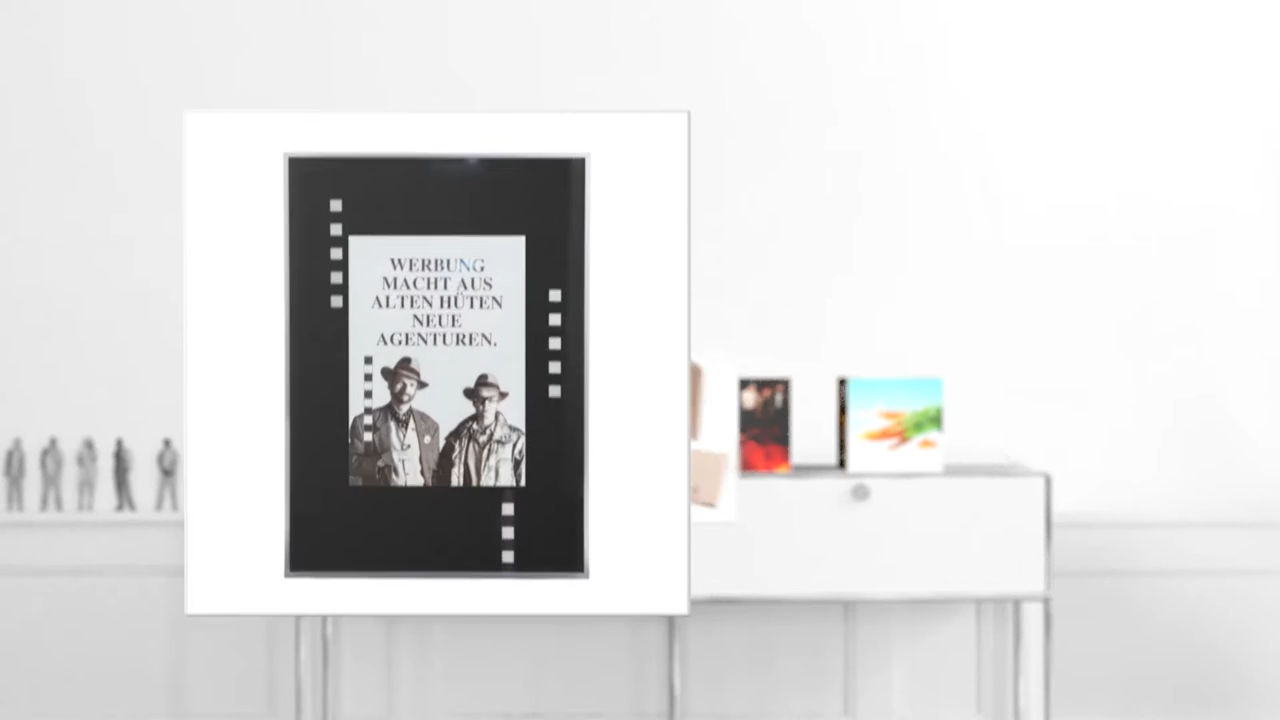 WERBUNG
MACHT AUS
ALTEN HÜTEN
NEUE
AGENTUREN.